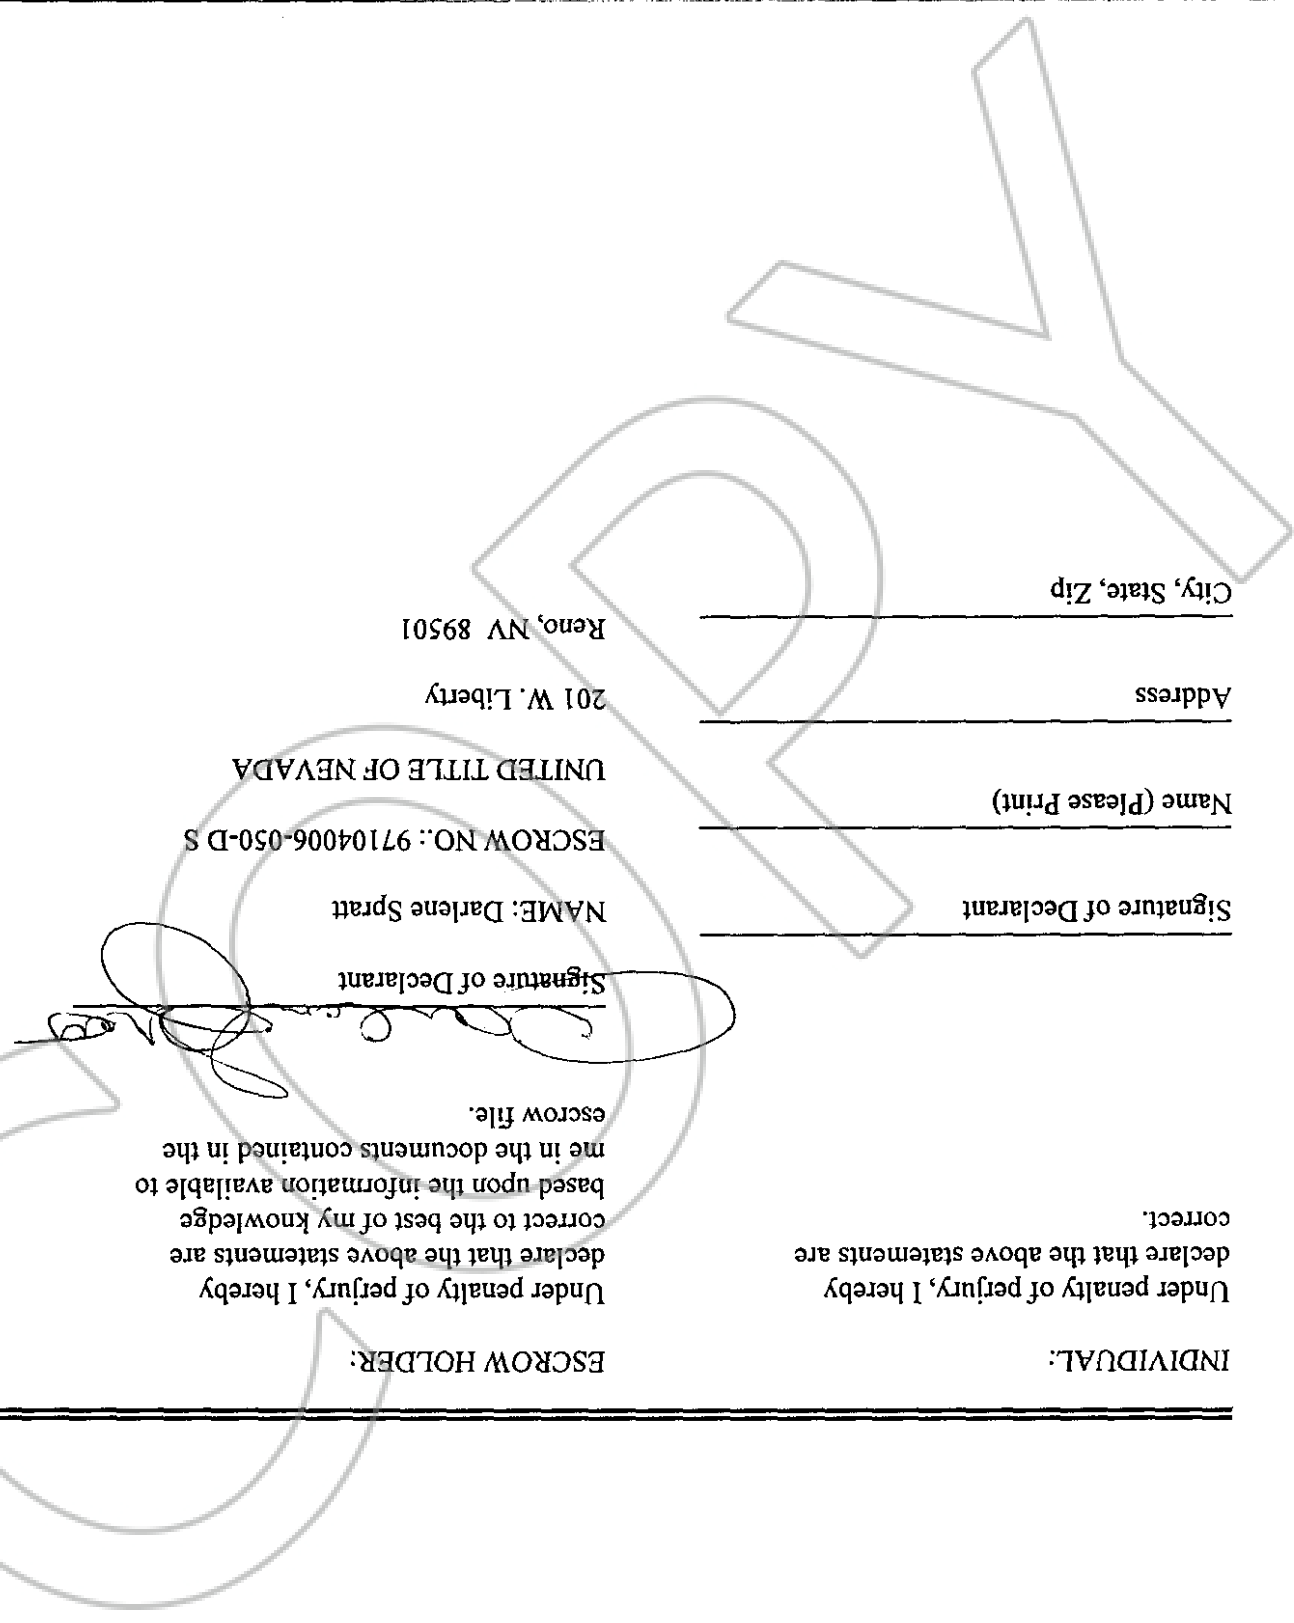 INDIVIDUAL:
Under penalty of perjury, I hereby
declare that the above statements are
correct.
Signature of Declarant
Name (Please Print)
Address
City, State, Zip
ESCROW HOLDER:
Under penalty of perjury, I hereby
declare that the above statements are
correct to the best of my knowledge
based upon the information available to
me in the documents contained in the
escrow file.
Signature of Declarant
NAME: Darlene Spratt
ESCROW NO.: 97104006-050-D S
UNITED TITLE OF NEVADA
201 W. Liberty
Reno, NV 89501
COPY